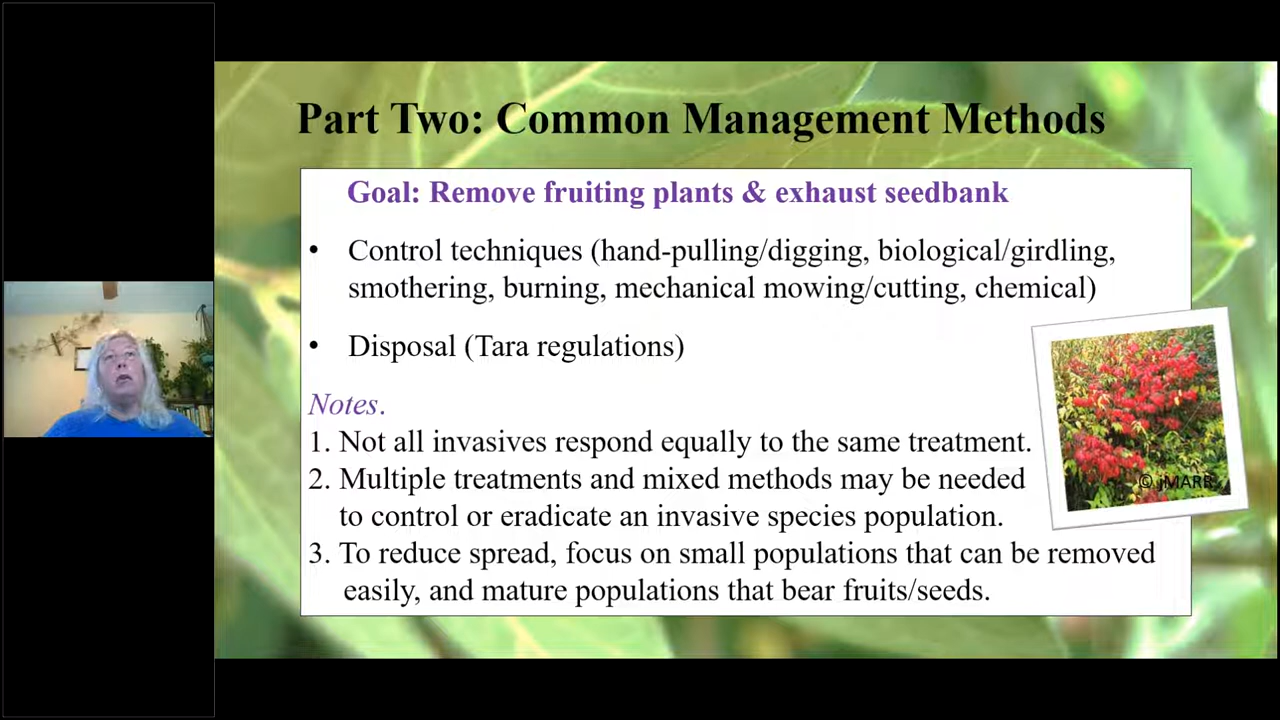 Part Two: Common Management Methods
Goal: Remove fruiting plants & exhaust seedbank
• Control techniques (hand-pulling/digging, biological/girdling,
smothering, burning, mechanical mowing/cutting, chemical)
• Disposal (Tara regulations)
Notes.
1. Not all invasives respond equally to the same treatment.
2. Multiple treatments and mixed methods may be needed
to control or eradicate an invasive species population.
3. To reduce spread, focus on small populations that can be removed
easily, and mature populations that bear fruits/seeds.
© jMARR